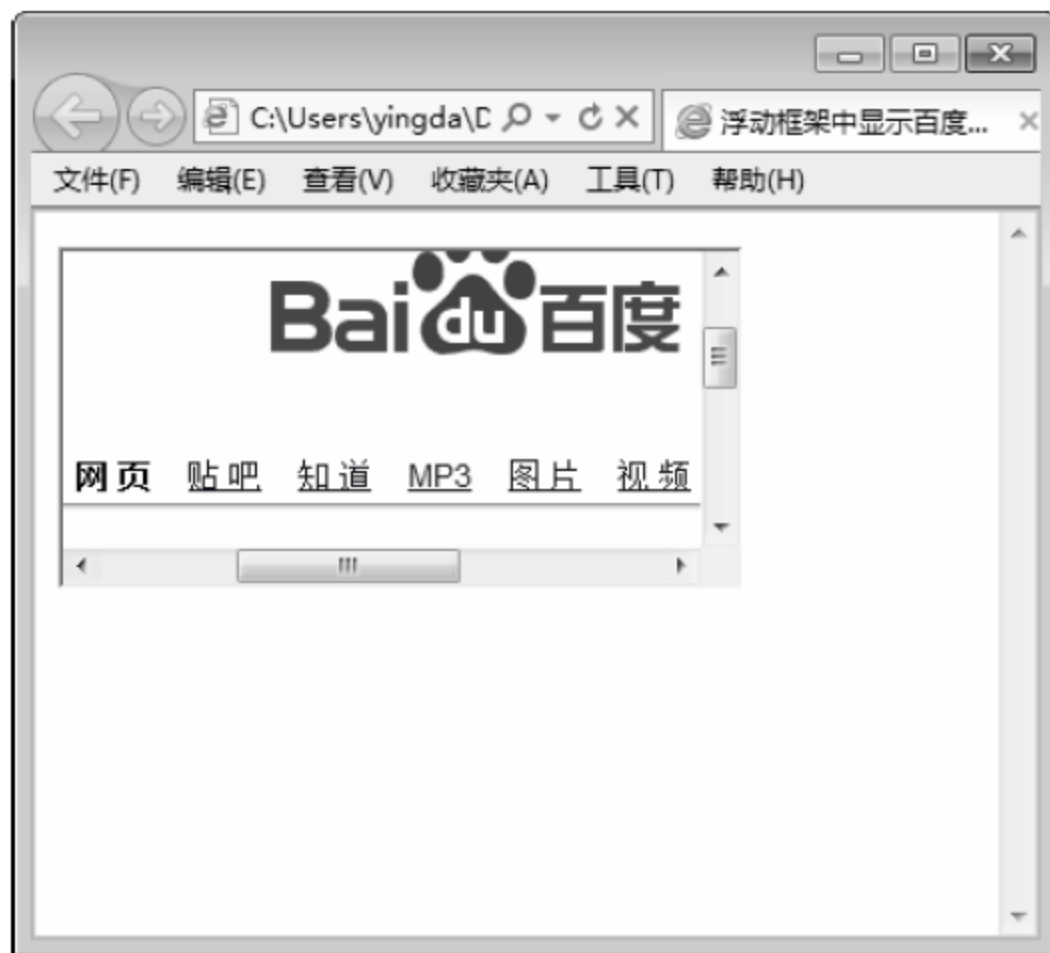 C:\Users\yingda\D
浮动框架中显示百度...
文件(F) 编辑(E) 查看(V) 收藏夹(A) 工具(T) 帮助(H)
Bai du 百度
网页 贴吧 知道 MP3 图片 视频